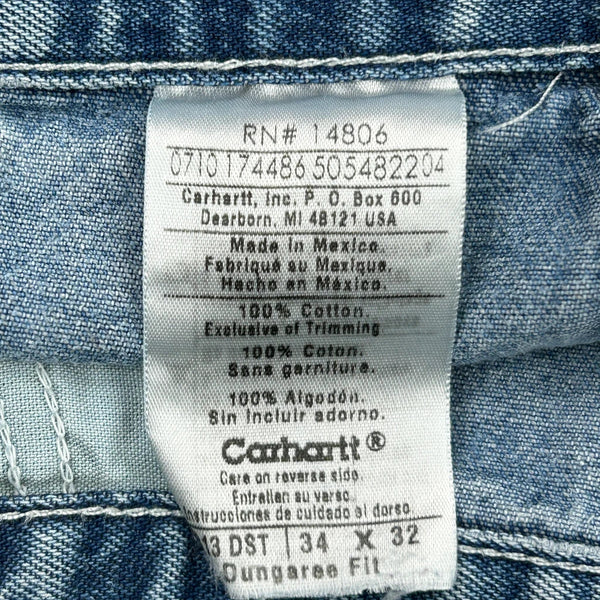 RN# 14806
0710174486505482204
Carhartt, Inc. P. O. Box 600
Dearborn, MI 48121 USA
Made in Mexico.
Fabriqué au Mexique.
Hecho en México.
100% Cotton.
Exclusive of Trimming
100% Coton.
Sans garniture.
100% Algodón.
Sin incluir adorno.
Carhartt®
Care on reverse side.
Entretien au verso.
Instrucciones de cuidado al dorso.
13 DST 34 X 32
Dungaree Fit